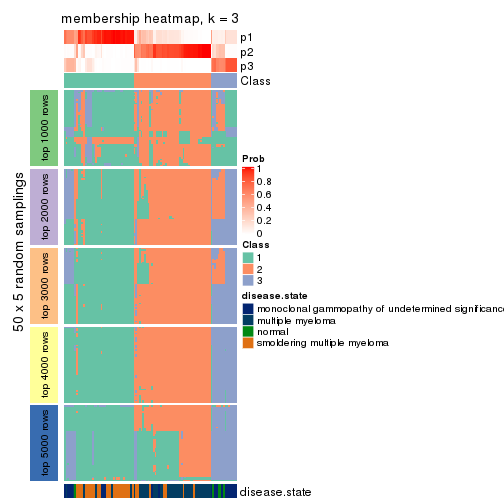 membership heatmap, k = 3
p1
p2
p3
Class
50 x 5 random samplings
top 1000 rows
top 2000 rows
top 3000 rows
top 4000 rows
top 5000 rows
Prob
1
0.8
0.6
0.4
0.2
0
Class
1
2
3
disease.state
monoclonal gammopathy of undetermined significance
multiple myeloma
normal
smoldering multiple myeloma
disease.state